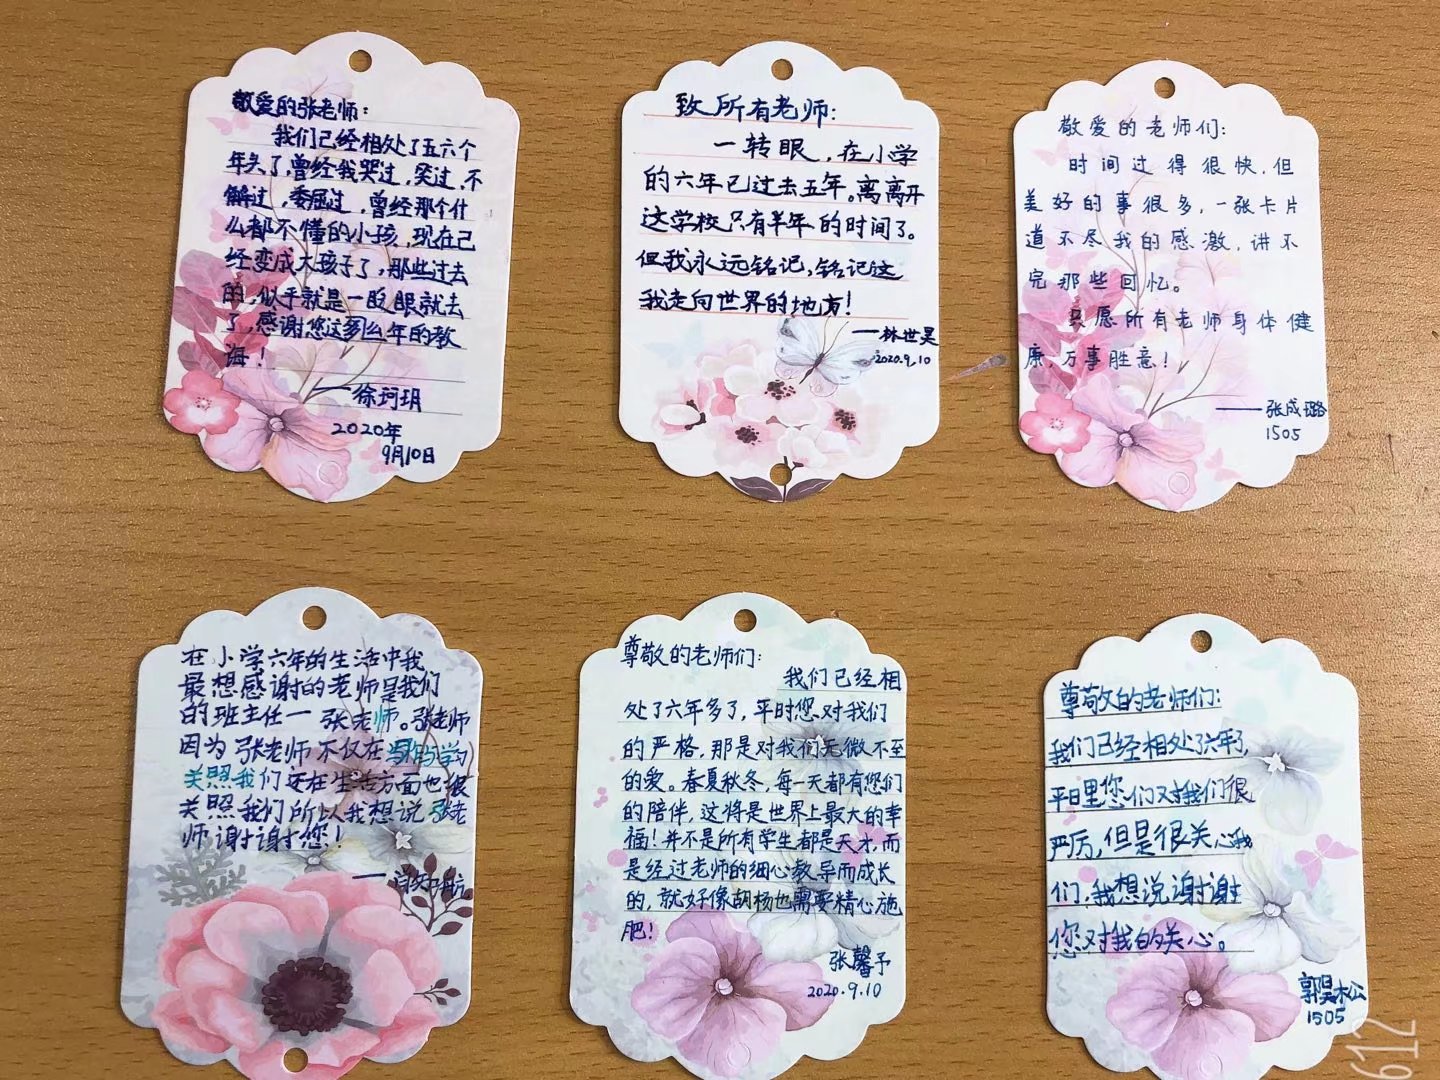 敬爱的张老师：
我们已经相处了五六个
年头了，曾经我哭过，笑过，不
解过，委屈过，曾经那个什
么都不懂的小孩，现在已
经变成大孩子了，那些过去
的，似乎就是一眨眼就去
了，感谢您这多么年的教
诲！
——徐珂玥
2020年
9月10日
致所有老师：
一转眼，在小学
的六年已过去五年。离离开
这学校只有半年的时间了。
但我永远铭记，铭记这
我走向世界的地方！
——林世昊
2020.9.10
敬爱的老师们：
时间过得很快，但
美好的事很多，一张卡片
道不尽我的感激，讲不
完那些回忆。
只愿所有老师身体健
康，万事胜意！
——张成璐
1505
在小学六年的生活中我
最想感谢的老师呈我们
的班主任一张老师。张老师
因为张老师不仅在
关照我们还在生活方面也很
关照我们所以我想说张老
师谢谢您！
尊敬的老师们：
我们已经相
处了六年多了，平时您对我们
的严格，那是对我们无微不至
的爱。春夏秋冬，每一天都有您们
的陪伴，这将是世界上最大的幸
福！并不是所有学生都是天才，而
是经过老师的细心教导而成长
的，就好像胡杨也需要精心施
肥！
张馨予
2020.9.10
尊敬的老师们：
我们已经相处了六年了，
平日里您们对我们很
严厉，但是很关心我
们，我想说谢谢
您对我的关心。
郭昊松
1505
612